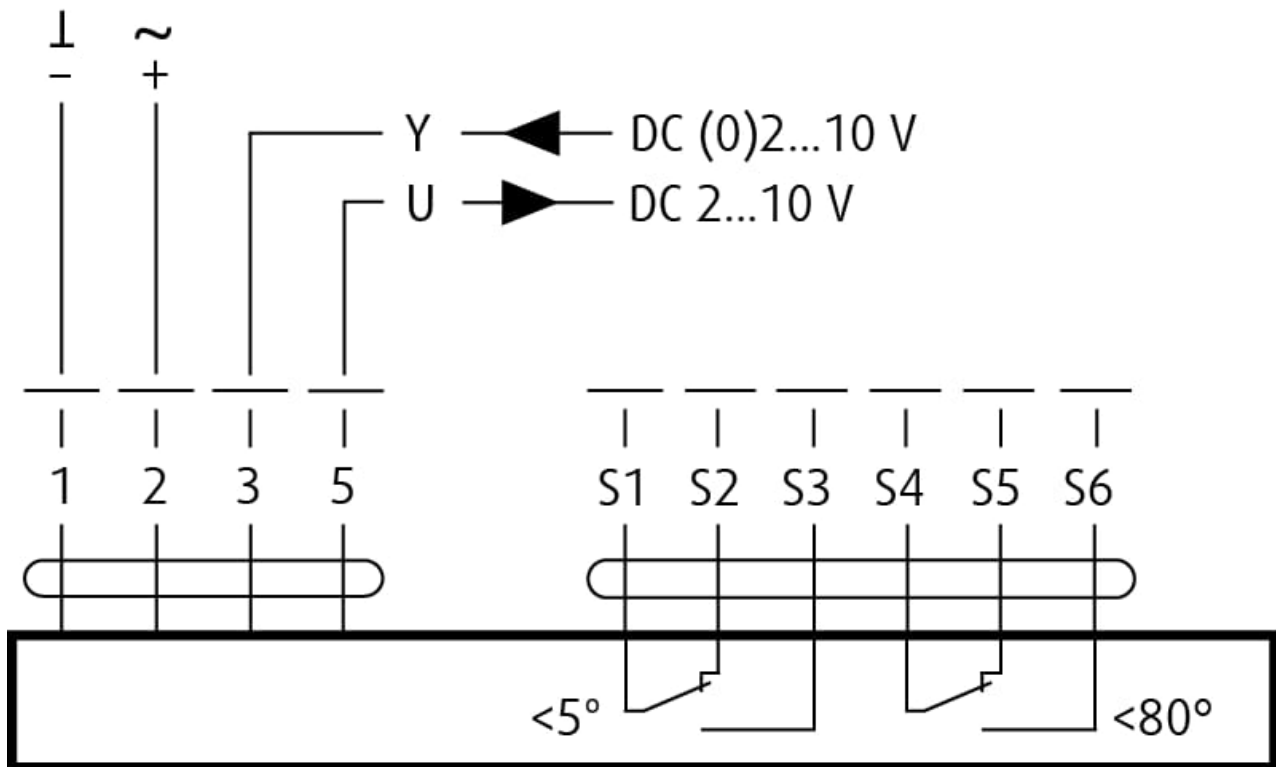 ⊥ ~
– +
Y DC (0)2...10 V
U DC 2...10 V
1 2 3 5 S1 S2 S3 S4 S5 S6
<5° <80°